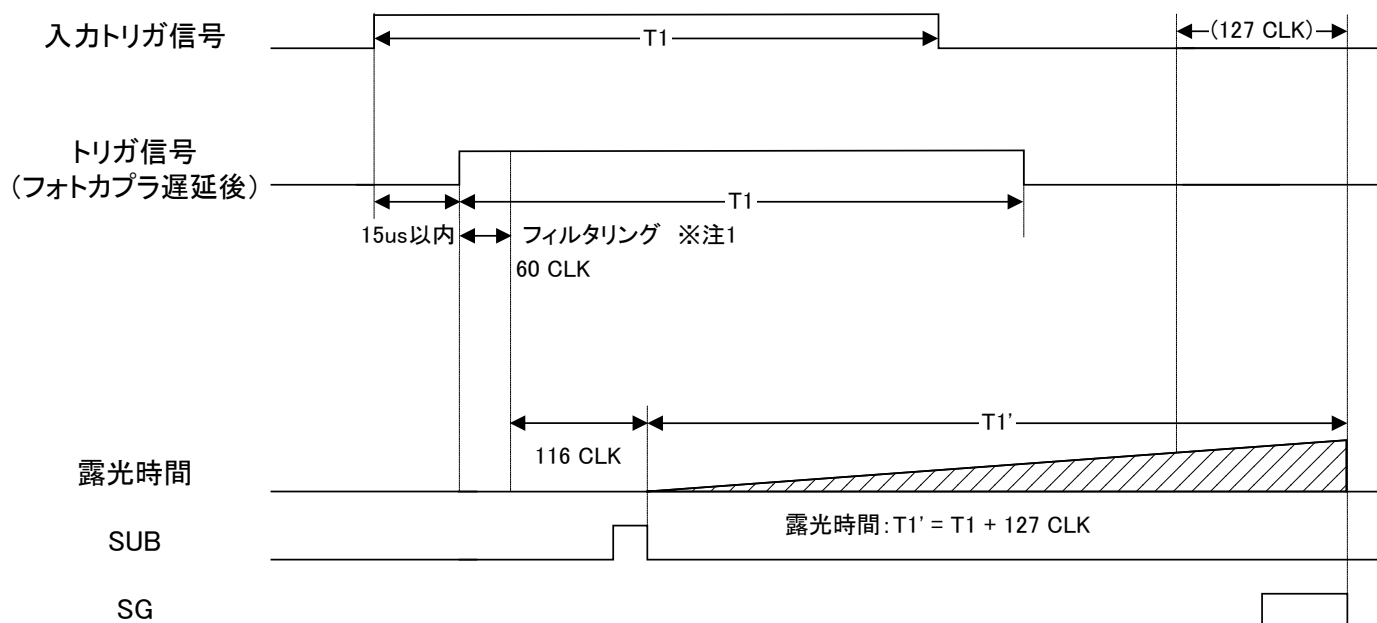 入力トリガ信号
T1
(127 CLK)
トリガ信号
(フォトカプラ遅延後)
T1
15us以内
フィルタリング ※注1
60 CLK
T1'
116 CLK
露光時間
露光時間:T1' = T1 + 127 CLK
SUB
SG